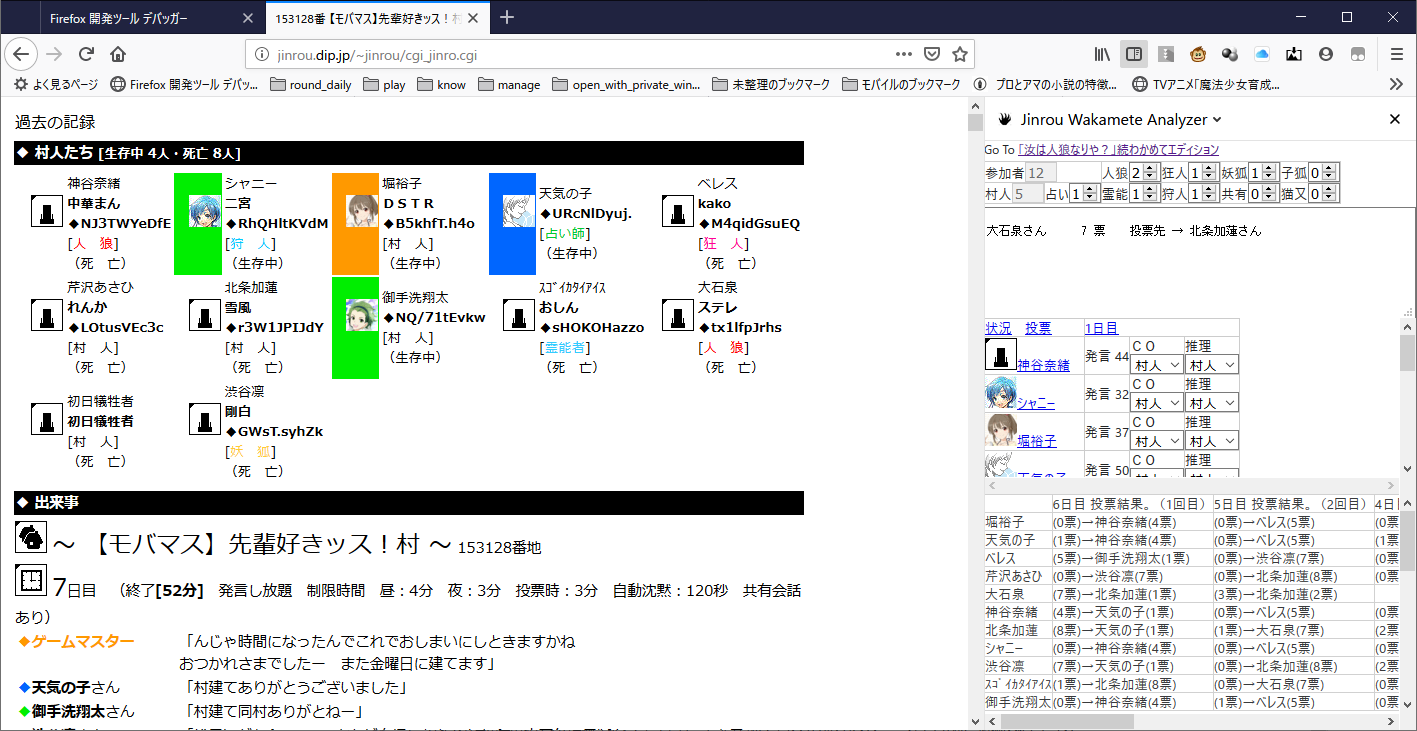 Firefox 開発ツール デバッガー
153128番 【モバマス】先輩好きッス！村
jinrou.dip.jp/~jinrou/cgi_jinro.cgi
よく見るページ Firefox 開発ツール デバッ... round_daily play know manage open_with_private_win... 未整理のブックマーク モバイルのブックマーク プロとアマの小説の特徴... TVアニメ「魔法少女育成...
過去の記録
◆ 村人たち [生存中 4人・死亡 8人]
神谷奈緒
中華まん
◆NJ3TWYeDfE
[人　狼]
（死　亡）
シャニー
二宮
◆RhQHltKVdM
[狩　人]
（生存中）
堀裕子
ＤＳＴＲ
◆B5khfT.h4o
[村　人]
（生存中）
天気の子
◆URcNlDyuj.
[占い師]
（生存中）
ベレス
kako
◆M4qidGsuEQ
[狂　人]
（死　亡）
芹沢あさひ
れんか
◆LOtusVEc3c
[村　人]
（死　亡）
北条加蓮
雪風
◆r3W1JPIJdY
[村　人]
（死　亡）
御手洗翔太
◆NQ/71tEvkw
[村　人]
（生存中）
ｽｺﾞｲｶﾀｲｱｲｽ
おしん
◆sHOKOHazzo
[霊能者]
（死　亡）
大石泉
ステレ
◆tx1lfpJrhs
[人　狼]
（死　亡）
初日犠牲者
初日犠牲者
[村　人]
（死　亡）
渋谷凛
剛白
◆GWsT.syhZk
[妖　狐]
（死　亡）
◆ 出来事
～ 【モバマス】先輩好きッス！村 ～ 153128番地
7日目 （終了[52分] 発言し放題 制限時間 昼：4分 夜：3分 投票時：3分 自動沈黙：120秒 共有会話
あり）
◆ゲームマスター 「んじゃ時間になったんでこれでおしまいにしときますかね
おつかれさまでしたー　また金曜日に建てます」
◆天気の子さん 「村建てありがとうございました」
◆御手洗翔太さん 「村建て同村ありがとねー」
Jinrou Wakamete Analyzer
Go To 「汝は人狼なりや？」続わかめてエディション
参加者 12 人狼 2 狂人 1 妖狐 1 子狐 0
村人 5 占い 1 霊能 1 狩人 1 共有 0 猫又 0
大石泉さん 7 票 投票先 → 北条加蓮さん
状況 投票 1日目
神谷奈緒 発言 44 ＣＯ 推理 村人 村人
シャニー 発言 32 ＣＯ 推理 村人 村人
堀裕子 発言 37 ＣＯ 推理 村人 村人
天気の子 発言 50 ＣＯ 推理
6日目 投票結果。（1回目） 5日目 投票結果。（2回目） 4日
堀裕子 (0票)→神谷奈緒(4票) (0票)→ベレス(5票) (0票
天気の子 (1票)→神谷奈緒(4票) (0票)→ベレス(5票) (1票
ベレス (5票)→御手洗翔太(1票) (0票)→渋谷凛(7票) (0票
芹沢あさひ (0票)→渋谷凛(7票) (0票)→北条加蓮(8票) (0票
大石泉 (7票)→北条加蓮(1票) (3票)→北条加蓮(2票)
神谷奈緒 (4票)→天気の子(1票) (0票)→ベレス(5票) (0票
北条加蓮 (8票)→天気の子(1票) (1票)→大石泉(7票) (2票
シャニー (0票)→神谷奈緒(4票) (0票)→ベレス(5票) (0票
渋谷凛 (7票)→天気の子(1票) (0票)→北条加蓮(8票) (2票
ｽｺﾞｲｶﾀｲｱｲｽ (1票)→北条加蓮(8票) (0票)→大石泉(7票) (0票
御手洗翔太 (0票)→神谷奈緒(4票) (1票)→ベレス(5票) (0票